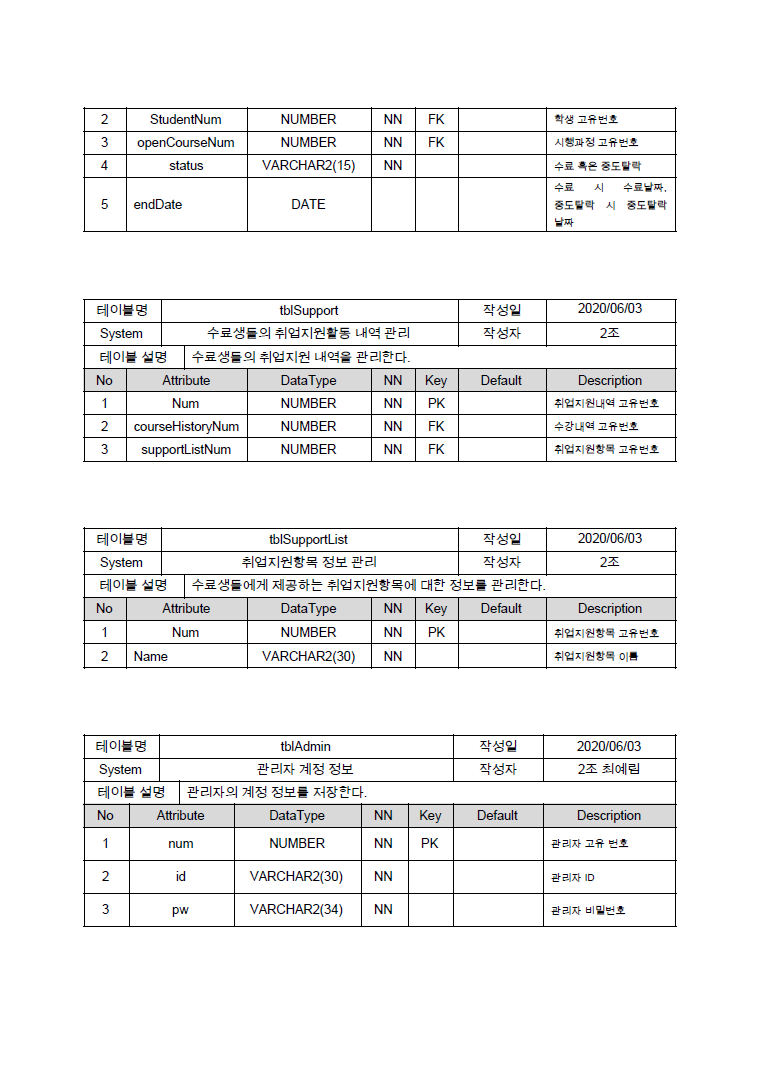 2 StudentNum NUMBER NN FK 학생 고유번호
3 openCourseNum NUMBER NN FK 시행과정 고유번호
4 status VARCHAR2(15) NN 수료 혹은 중도탈락
수료 시 수료날짜,
5 endDate DATE 중도탈락 시 중도탈락
날짜
테이블명 tblSupport 작성일 2020/06/03
System 수료생들의 취업지원활동 내역 관리 작성자 2조
테이블 설명 수료생들의 취업지원 내역을 관리한다.
No Attribute DataType NN Key Default Description
1 Num NUMBER NN PK 취업지원내역 고유번호
2 courseHistoryNum NUMBER NN FK 수강내역 고유번호
3 supportListNum NUMBER NN FK 취업지원항목 고유번호
테이블명 tblSupportList 작성일 2020/06/03
System 취업지원항목 정보 관리 작성자 2조
테이블 설명 수료생들에게 제공하는 취업지원항목에 대한 정보를 관리한다.
No Attribute DataType NN Key Default Description
1 Num NUMBER NN PK 취업지원항목 고유번호
2 Name VARCHAR2(30) NN 취업지원항목 이름
테이블명 tblAdmin 작성일 2020/06/03
System 관리자 계정 정보 작성자 2조 최예림
테이블 설명 관리자의 계정 정보를 저장한다.
No Attribute DataType NN Key Default Description
1 num NUMBER NN PK 관리자 고유 번호
2 id VARCHAR2(30) NN 관리자 ID
3 pw VARCHAR2(34) NN 관리자 비밀번호